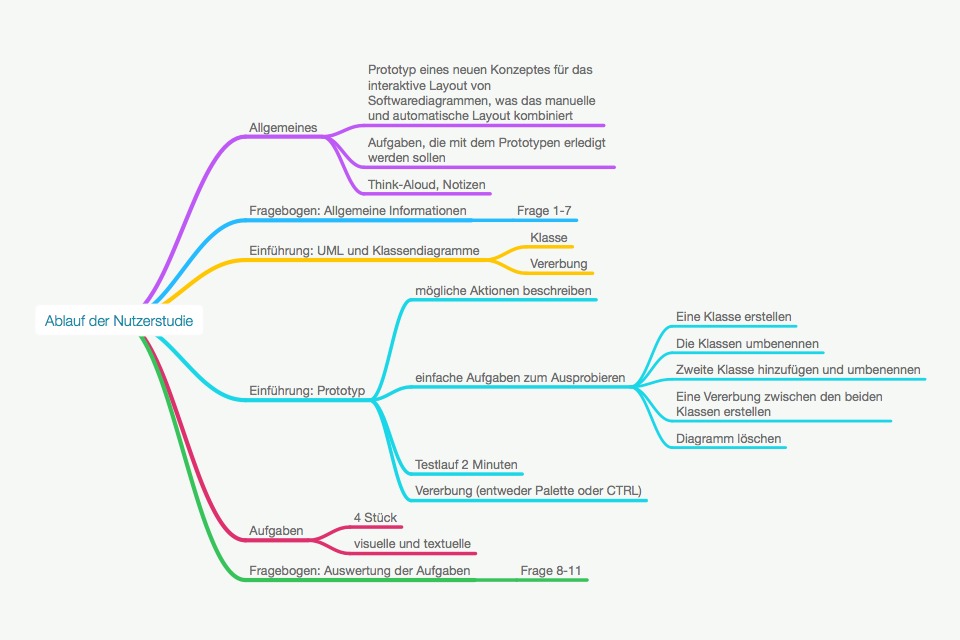 Ablauf der Nutzerstudie
Allgemeines
Prototyp eines neuen Konzeptes für das
interaktive Layout von
Softwarediagrammen, was das manuelle
und automatische Layout kombiniert
Aufgaben, die mit dem Prototypen erledigt
werden sollen
Think-Aloud, Notizen
Fragebogen: Allgemeine Informationen
Frage 1-7
Einführung: UML und Klassendiagramme
Klasse
Vererbung
Einführung: Prototyp
mögliche Aktionen beschreiben
einfache Aufgaben zum Ausprobieren
Eine Klasse erstellen
Die Klassen umbenennen
Zweite Klasse hinzufügen und umbenennen
Eine Vererbung zwischen den beiden
Klassen erstellen
Diagramm löschen
Testlauf 2 Minuten
Vererbung (entweder Palette oder CTRL)
Aufgaben
4 Stück
visuelle und textuelle
Fragebogen: Auswertung der Aufgaben
Frage 8-11